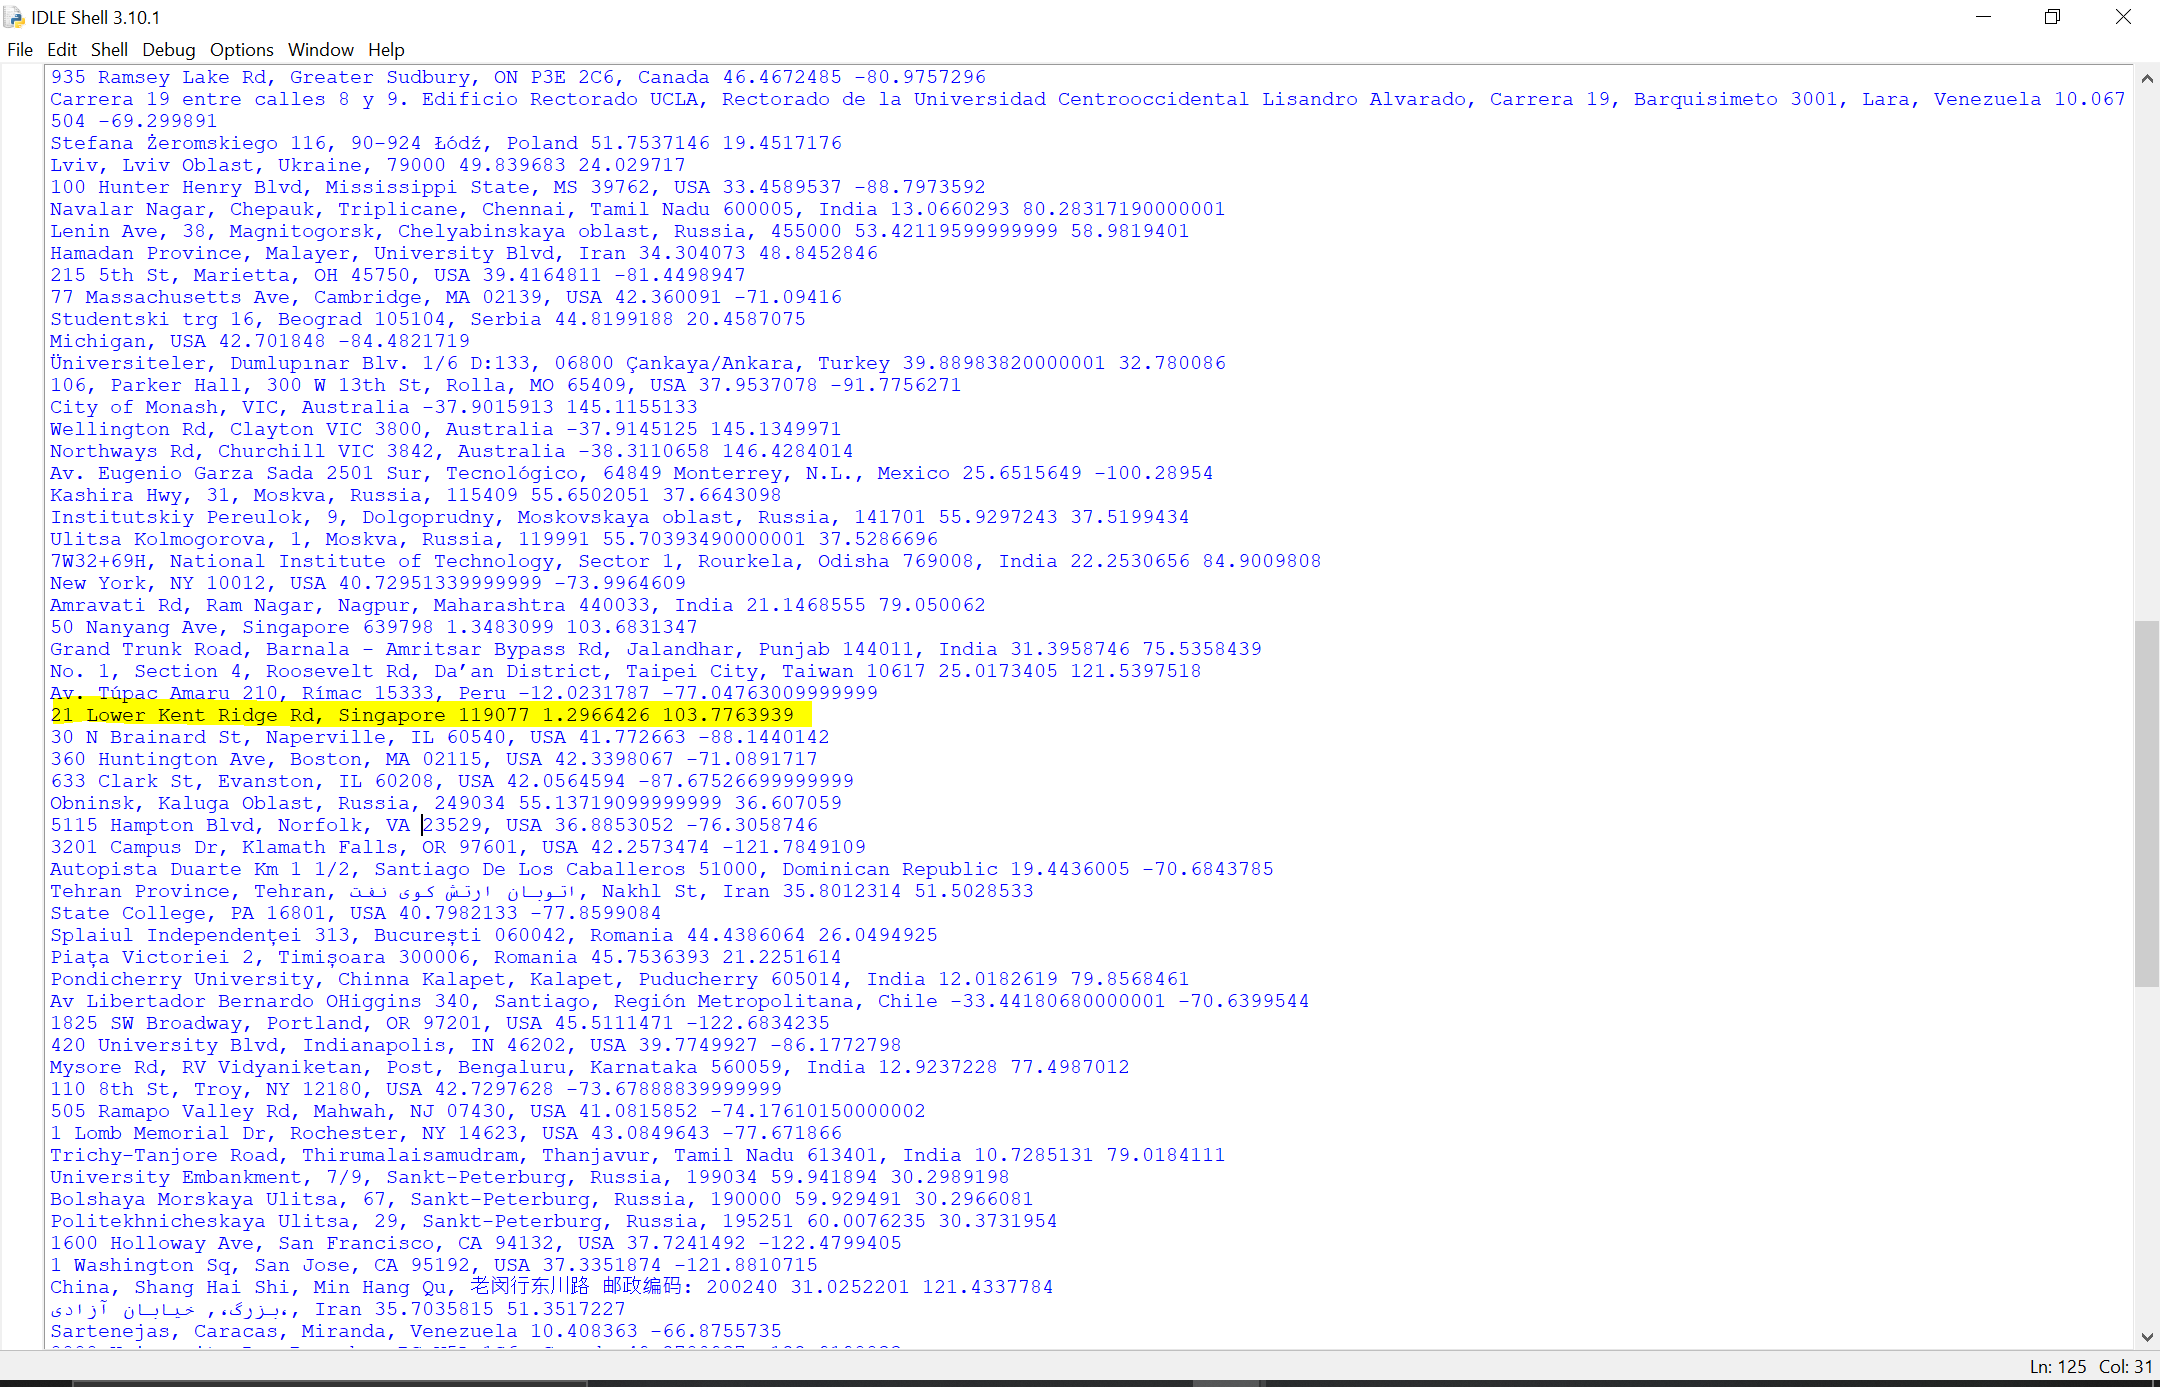 IDLE Shell 3.10.1
File Edit Shell Debug Options Window Help
935 Ramsey Lake Rd, Greater Sudbury, ON P3E 2C6, Canada 46.4672485 -80.9757296
Carrera 19 entre calles 8 y 9. Edificio Rectorado UCLA, Rectorado de la Universidad Centrooccidental Lisandro Alvarado, Carrera 19, Barquisimeto 3001, Lara, Venezuela 10.067
504 -69.299891
Stefana Żeromskiego 116, 90-924 Łódź, Poland 51.7537146 19.4517176
Lviv, Lviv Oblast, Ukraine, 79000 49.839683 24.029717
100 Hunter Henry Blvd, Mississippi State, MS 39762, USA 33.4589537 -88.7973592
Navalar Nagar, Chepauk, Triplicane, Chennai, Tamil Nadu 600005, India 13.0660293 80.28317190000001
Lenin Ave, 38, Magnitogorsk, Chelyabinskaya oblast, Russia, 455000 53.42119599999999 58.9819401
Hamadan Province, Malayer, University Blvd, Iran 34.304073 48.8452846
215 5th St, Marietta, OH 45750, USA 39.4164811 -81.4498947
77 Massachusetts Ave, Cambridge, MA 02139, USA 42.360091 -71.09416
Studentski trg 16, Beograd 105104, Serbia 44.8199188 20.4587075
Michigan, USA 42.701848 -84.4821719
Üniversiteler, Dumlupınar Blv. 1/6 D:133, 06800 Çankaya/Ankara, Turkey 39.88983820000001 32.780086
106, Parker Hall, 300 W 13th St, Rolla, MO 65409, USA 37.9537078 -91.7756271
City of Monash, VIC, Australia -37.9015913 145.1155133
Wellington Rd, Clayton VIC 3800, Australia -37.9145125 145.1349971
Northways Rd, Churchill VIC 3842, Australia -38.3110658 146.4284014
Av. Eugenio Garza Sada 2501 Sur, Tecnológico, 64849 Monterrey, N.L., Mexico 25.6515649 -100.28954
Kashira Hwy, 31, Moskva, Russia, 115409 55.6502051 37.6643098
Institutskiy Pereulok, 9, Dolgoprudny, Moskovskaya oblast, Russia, 141701 55.9297243 37.5199434
Ulitsa Kolmogorova, 1, Moskva, Russia, 119991 55.70393490000001 37.5286696
7W32+69H, National Institute of Technology, Sector 1, Rourkela, Odisha 769008, India 22.2530656 84.9009808
New York, NY 10012, USA 40.72951339999999 -73.9964609
Amravati Rd, Ram Nagar, Nagpur, Maharashtra 440033, India 21.1468555 79.050062
50 Nanyang Ave, Singapore 639798 1.3483099 103.6831347
Grand Trunk Road, Barnala - Amritsar Bypass Rd, Jalandhar, Punjab 144011, India 31.3958746 75.5358439
No. 1, Section 4, Roosevelt Rd, Da’an District, Taipei City, Taiwan 10617 25.0173405 121.5397518
Av. Túpac Amaru 210, Rímac 15333, Peru -12.0231787 -77.04763009999999
21 Lower Kent Ridge Rd, Singapore 119077 1.2966426 103.7763939
30 N Brainard St, Naperville, IL 60540, USA 41.772663 -88.1440142
360 Huntington Ave, Boston, MA 02115, USA 42.3398067 -71.0891717
633 Clark St, Evanston, IL 60208, USA 42.0564594 -87.67526699999999
Obninsk, Kaluga Oblast, Russia, 249034 55.13719099999999 36.607059
5115 Hampton Blvd, Norfolk, VA 23529, USA 36.8853052 -76.3058746
3201 Campus Dr, Klamath Falls, OR 97601, USA 42.2573474 -121.7849109
Autopista Duarte Km 1 1/2, Santiago De Los Caballeros 51000, Dominican Republic 19.4436005 -70.6843785
Tehran Province, Tehran, اتوبان ارتش کوی نفت, Nakhl St, Iran 35.8012314 51.5028533
State College, PA 16801, USA 40.7982133 -77.8599084
Splaiul Independenței 313, București 060042, Romania 44.4386064 26.0494925
Piața Victoriei 2, Timișoara 300006, Romania 45.7536393 21.2251614
Pondicherry University, Chinna Kalapet, Kalapet, Puducherry 605014, India 12.0182619 79.8568461
Av Libertador Bernardo OHiggins 340, Santiago, Región Metropolitana, Chile -33.44180680000001 -70.6399544
1825 SW Broadway, Portland, OR 97201, USA 45.5111471 -122.6834235
420 University Blvd, Indianapolis, IN 46202, USA 39.7749927 -86.1772798
Mysore Rd, RV Vidyaniketan, Post, Bengaluru, Karnataka 560059, India 12.9237228 77.4987012
110 8th St, Troy, NY 12180, USA 42.7297628 -73.67888839999999
505 Ramapo Valley Rd, Mahwah, NJ 07430, USA 41.0815852 -74.17610150000002
1 Lomb Memorial Dr, Rochester, NY 14623, USA 43.0849643 -77.671866
Trichy-Tanjore Road, Thirumalaisamudram, Thanjavur, Tamil Nadu 613401, India 10.7285131 79.0184111
University Embankment, 7/9, Sankt-Peterburg, Russia, 199034 59.941894 30.2989198
Bolshaya Morskaya Ulitsa, 67, Sankt-Peterburg, Russia, 190000 59.929491 30.2966081
Politekhnicheskaya Ulitsa, 29, Sankt-Peterburg, Russia, 195251 60.0076235 30.3731954
1600 Holloway Ave, San Francisco, CA 94132, USA 37.7241492 -122.4799405
1 Washington Sq, San Jose, CA 95192, USA 37.3351874 -121.8810715
China, Shang Hai Shi, Min Hang Qu, 老闵行东川路 邮政编码: 200240 31.0252201 121.4337784
بزرگ،, خیابان آزادی،, Iran 35.7035815 51.3517227
Sartenejas, Caracas, Miranda, Venezuela 10.408363 -66.8755735
Ln: 125 Col: 31